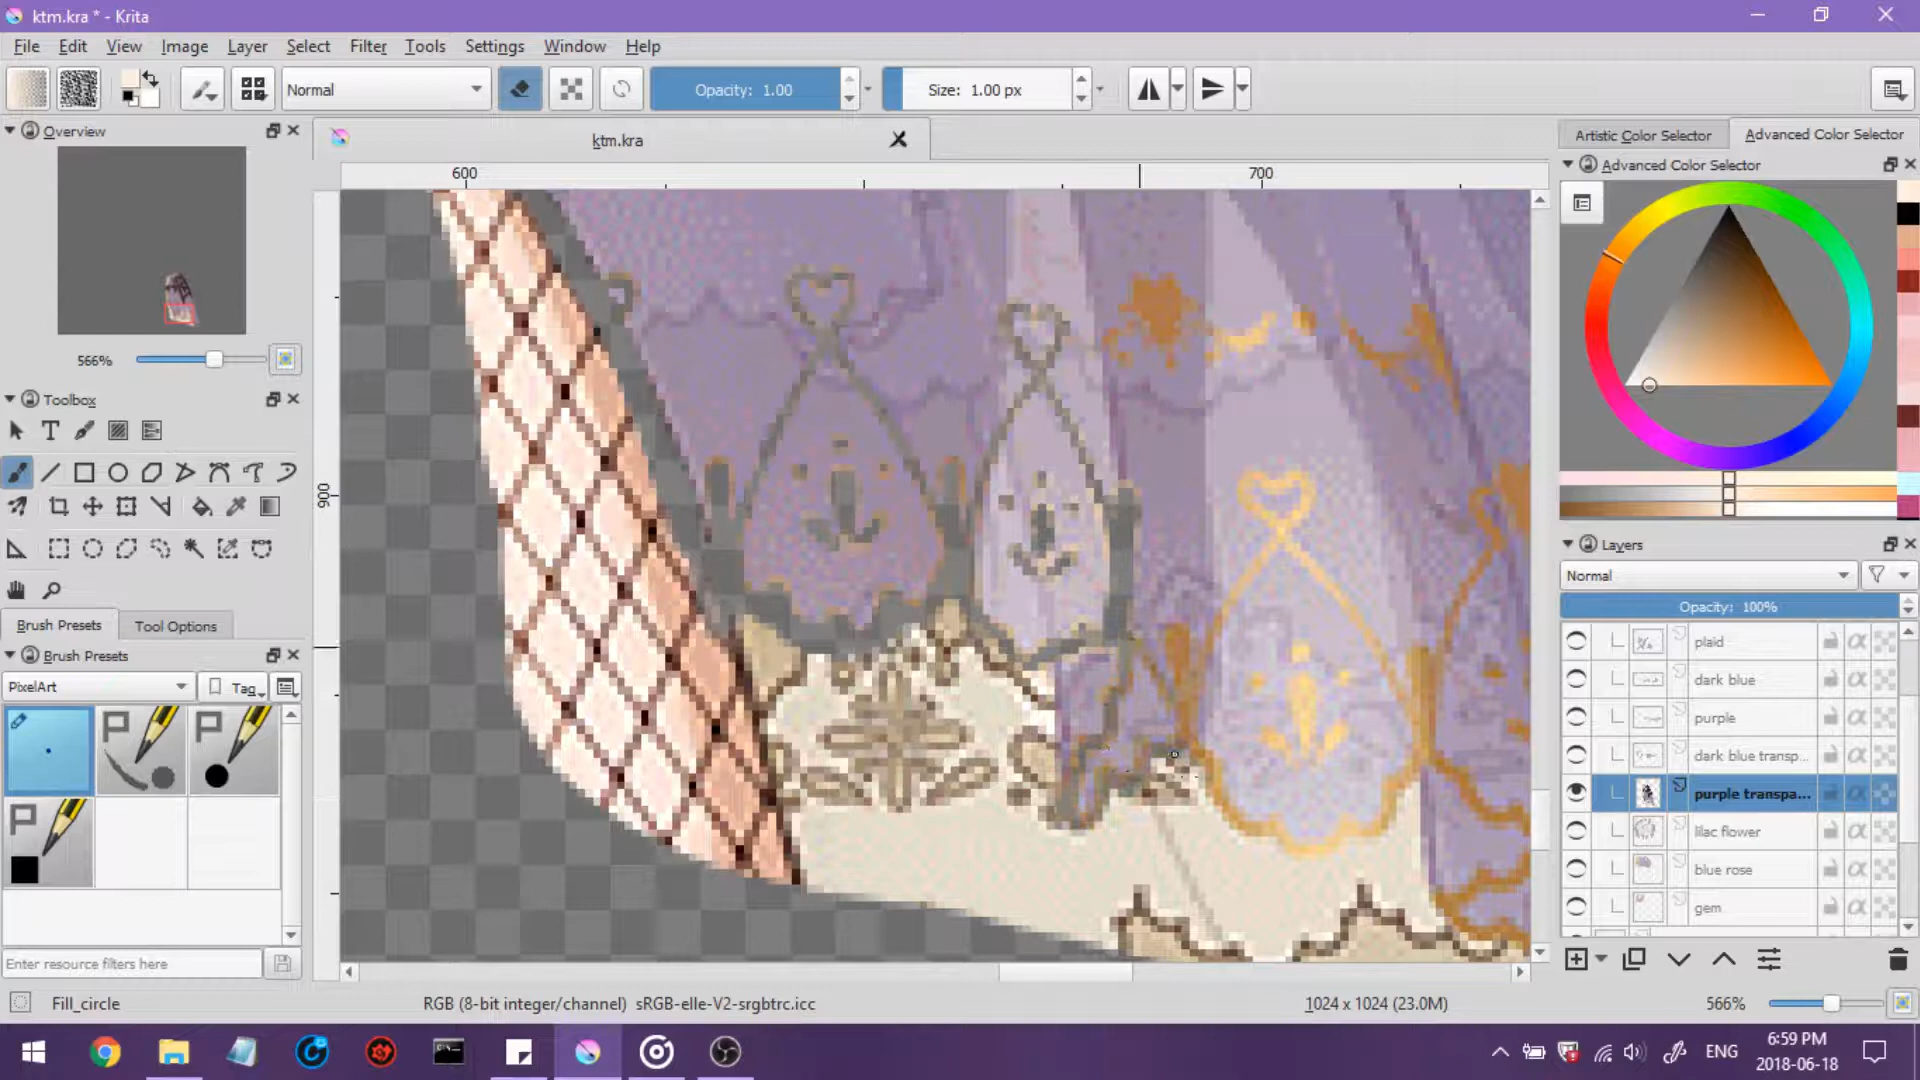 ktm.kra * - Krita
File Edit View Image Layer Select Filter Tools Settings Window Help
Normal
Opacity: 1.00
Size: 1.00 px
Overview
ktm.kra
Artistic Color Selector
Advanced Color Selector
Advanced Color Selector
600
700
900
566%
Toolbox
Brush Presets
Tool Options
Brush Presets
PixelArt
Tag
Enter resource filters here
Layers
Normal
Opacity: 100%
plaid
dark blue
purple
dark blue transp...
purple transpa...
lilac flower
blue rose
gem
Fill_circle
RGB (8-bit integer/channel) sRGB-elle-V2-srgbtrc.icc
1024 x 1024 (23.0M)
566%
ENG
6:59 PM
2018-06-18